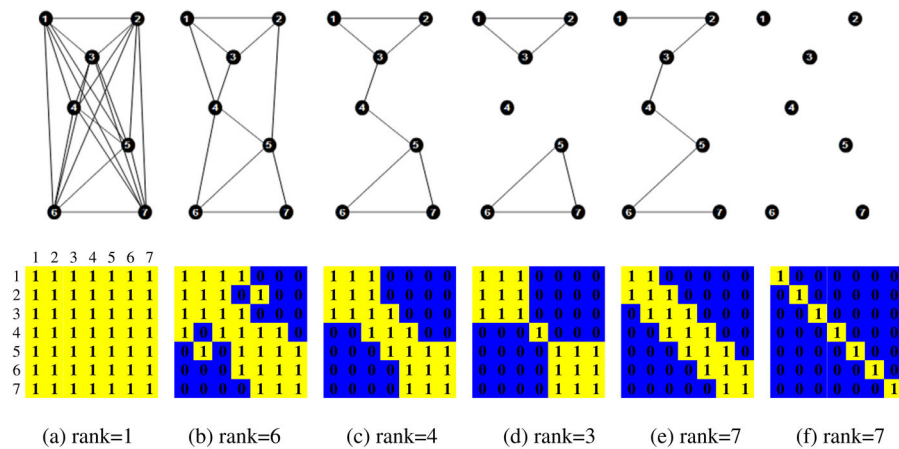 1 2 1 2 1 2 1 2 1 2 1 2
3 3 3 3 3 3
4 4 4 4 4 4
5 5 5 5 5 5
6 7 6 7 6 7 6 7 6 7 6 7
1 2 3 4 5 6 7
1 1 1 1 1 1 1 1 1 1 1 1 0 0 0 1 1 1 0 0 0 0 1 1 1 0 0 0 0 1 1 0 0 0 0 0 1 0 0 0 0 0 0
2 1 1 1 1 1 1 1 1 1 1 0 1 0 0 1 1 1 0 0 0 0 1 1 1 0 0 0 0 1 1 1 0 0 0 0 0 1 0 0 0 0 0
3 1 1 1 1 1 1 1 1 1 1 1 0 0 0 1 1 1 1 0 0 0 1 1 1 0 0 0 0 0 1 1 1 0 0 0 0 0 1 0 0 0 0
4 1 1 1 1 1 1 1 1 0 1 1 1 1 0 0 0 1 1 1 0 0 0 0 0 1 0 0 0 0 0 1 1 1 0 0 0 0 0 1 0 0 0
5 1 1 1 1 1 1 1 0 1 0 1 1 1 1 0 0 0 1 1 1 1 0 0 0 0 1 1 1 0 0 0 1 1 1 0 0 0 0 0 1 0 0
6 1 1 1 1 1 1 1 0 0 0 1 1 1 1 0 0 0 0 1 1 1 0 0 0 0 1 1 1 0 0 0 0 1 1 1 0 0 0 0 0 1 0
7 1 1 1 1 1 1 1 0 0 0 0 1 1 1 0 0 0 0 1 1 1 0 0 0 0 1 1 1 0 0 0 0 0 1 1 0 0 0 0 0 0 1
(a) rank=1 (b) rank=6 (c) rank=4 (d) rank=3 (e) rank=7 (f) rank=7